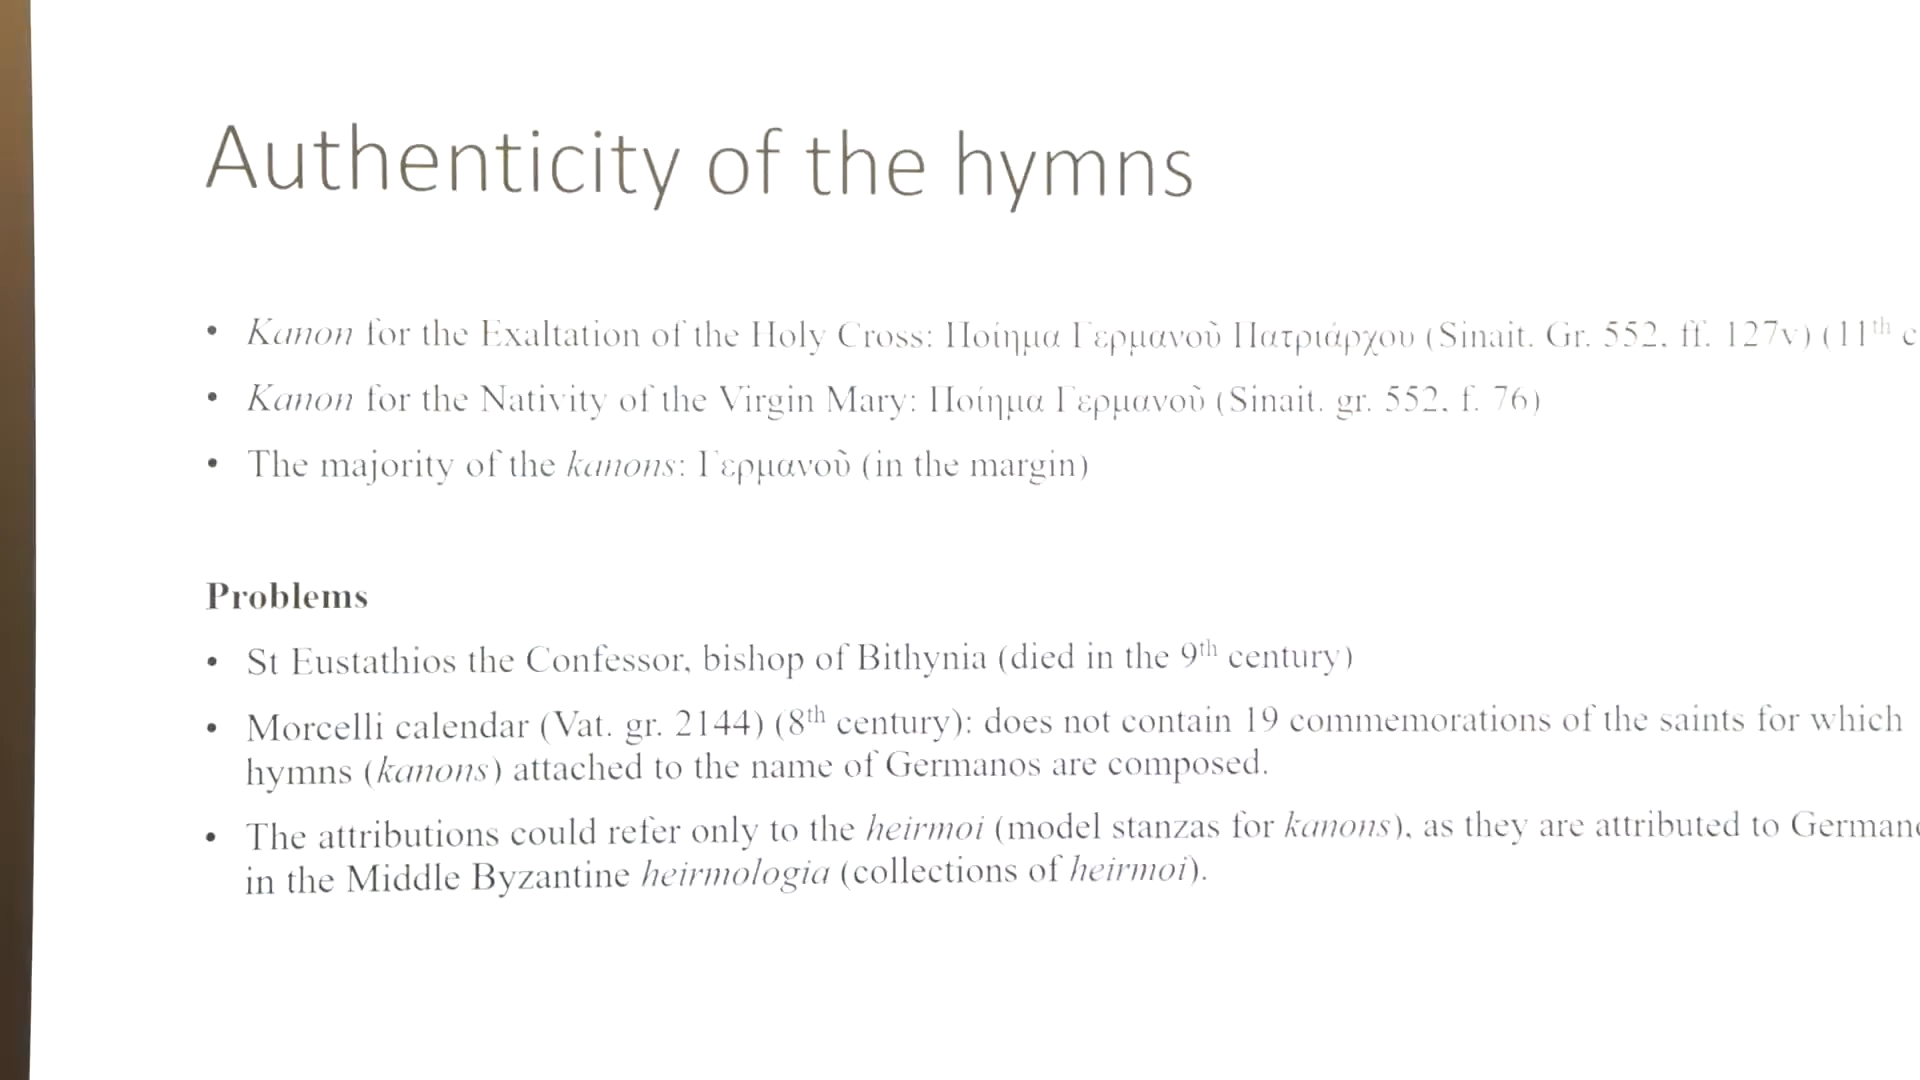 Authenticity of the hymns
• Kanon for the Exaltation of the Holy Cross: Ποίημα Γερμανοῦ Πατριάρχου (Sinait. Gr. 552, ff. 127v) (11th c
• Kanon for the Nativity of the Virgin Mary: Ποίημα Γερμανοῦ (Sinait. gr. 552, f. 76)
• The majority of the kanons: Γερμανοῦ (in the margin)
Problems
• St Eustathios the Confessor, bishop of Bithynia (died in the 9th century)
• Morcelli calendar (Vat. gr. 2144) (8th century): does not contain 19 commemorations of the saints for which
hymns (kanons) attached to the name of Germanos are composed.
• The attributions could refer only to the heirmoi (model stanzas for kanons), as they are attributed to German
in the Middle Byzantine heirmologia (collections of heirmoi).